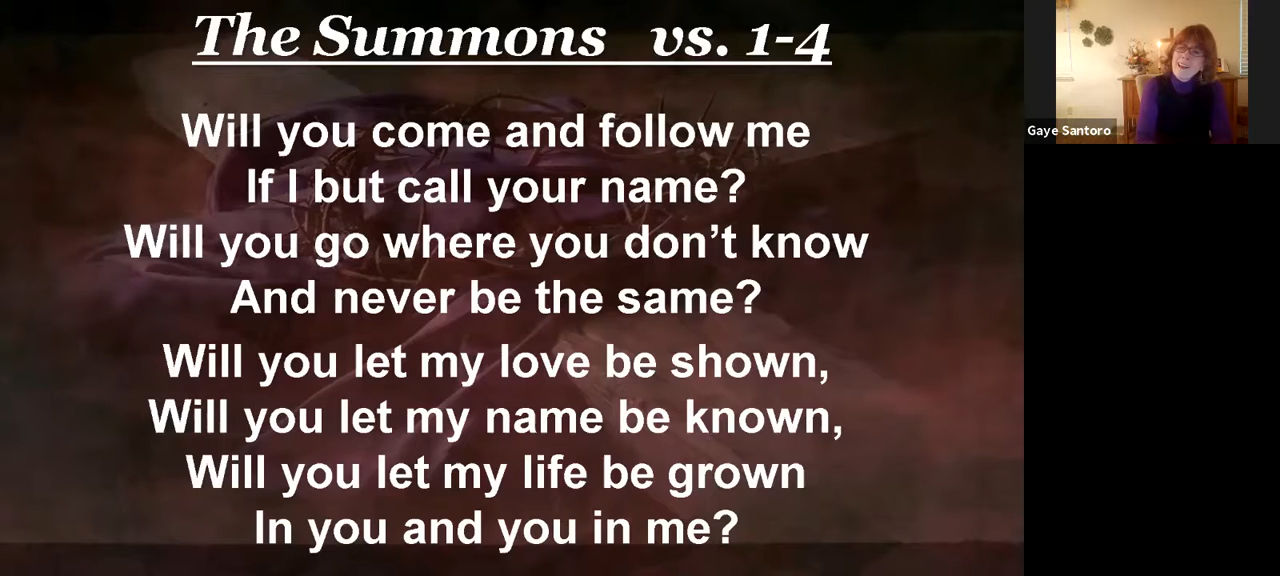 The Summons vs. 1-4
Will you come and follow me
If I but call your name?
Will you go where you don’t know
And never be the same?
Will you let my love be shown,
Will you let my name be known,
Will you let my life be grown
In you and you in me?
Gaye Santoro